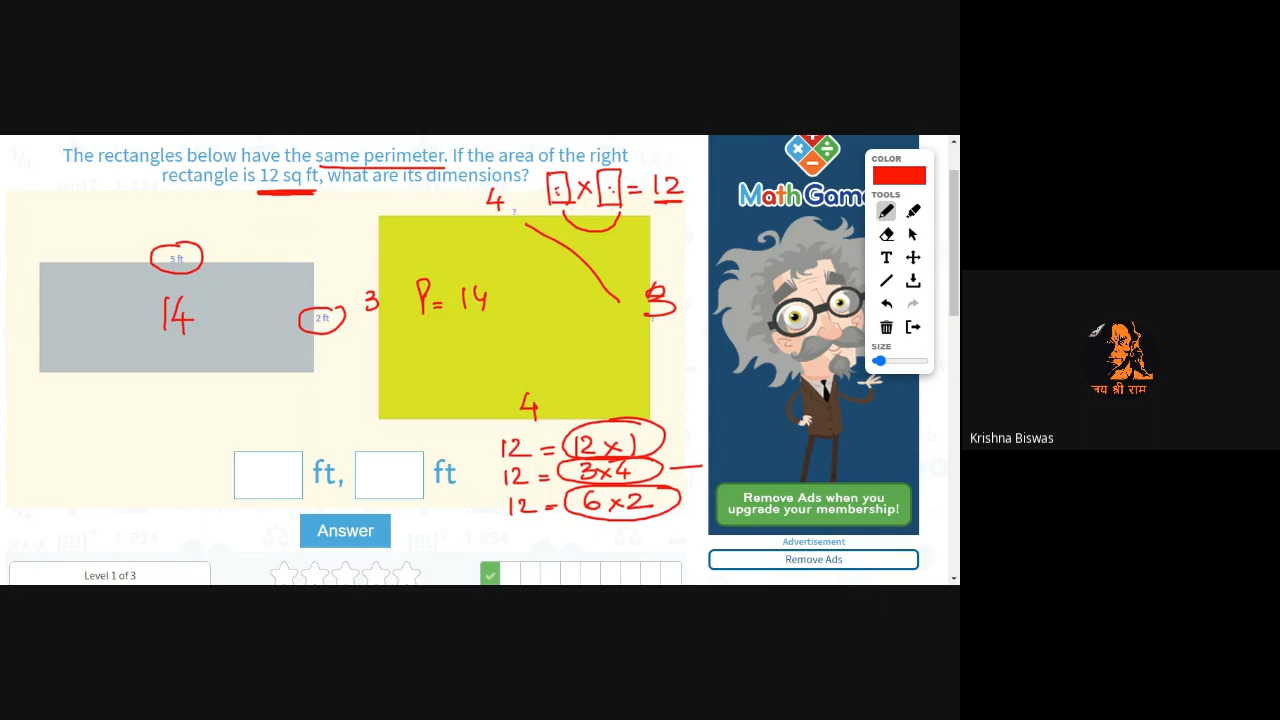 The rectangles below have the same perimeter. If the area of the right
rectangle is 12 sq ft, what are its dimensions?
4
? × ? = 12
?
5 ft
14
2 ft
3
P = 14
3
4
12 = 12 × 1
12 = 3×4
12 = 6×2
ft, ft
Answer
Level 1 of 3
Math Game
Remove Ads when you
upgrade your membership!
Advertisement
Remove Ads
COLOR
TOOLS
T
SIZE
जय श्री राम
Krishna Biswas